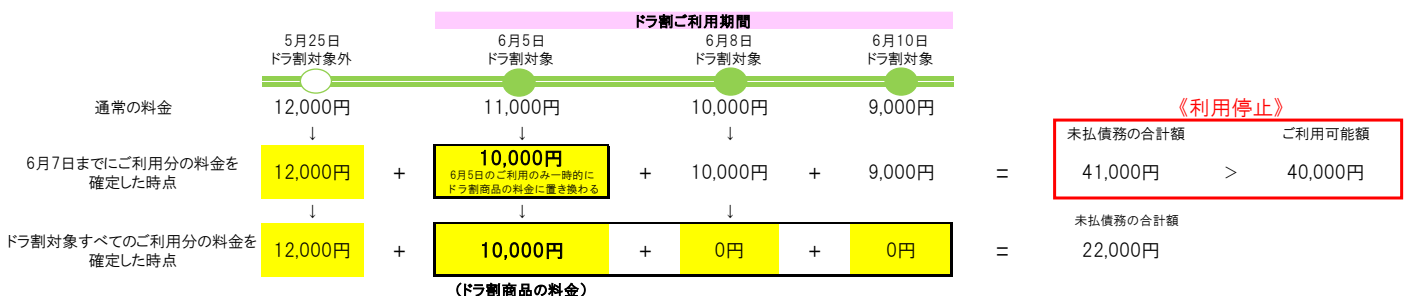 ドラ割ご利用期間
5月25日 6月5日 6月8日 6月10日
ドラ割対象外 ドラ割対象 ドラ割対象 ドラ割対象
通常の料金 12,000円 11,000円 10,000円 9,000円 《利用停止》
↓ ↓ ↓ 未払債務の合計額 ご利用可能額
6月7日までにご利用分の料金を
確定した時点
12,000円 + 10,000円
6月5日のご利用のみ一時的に
ドラ割商品の料金に置き換わる
+ 10,000円 + 9,000円 = 41,000円 > 40,000円
↓ ↓ ↓ 未払債務の合計額
ドラ割対象すべてのご利用分の料金を
確定した時点
12,000円 + 10,000円 + 0円 + 0円 = 22,000円
(ドラ割商品の料金)